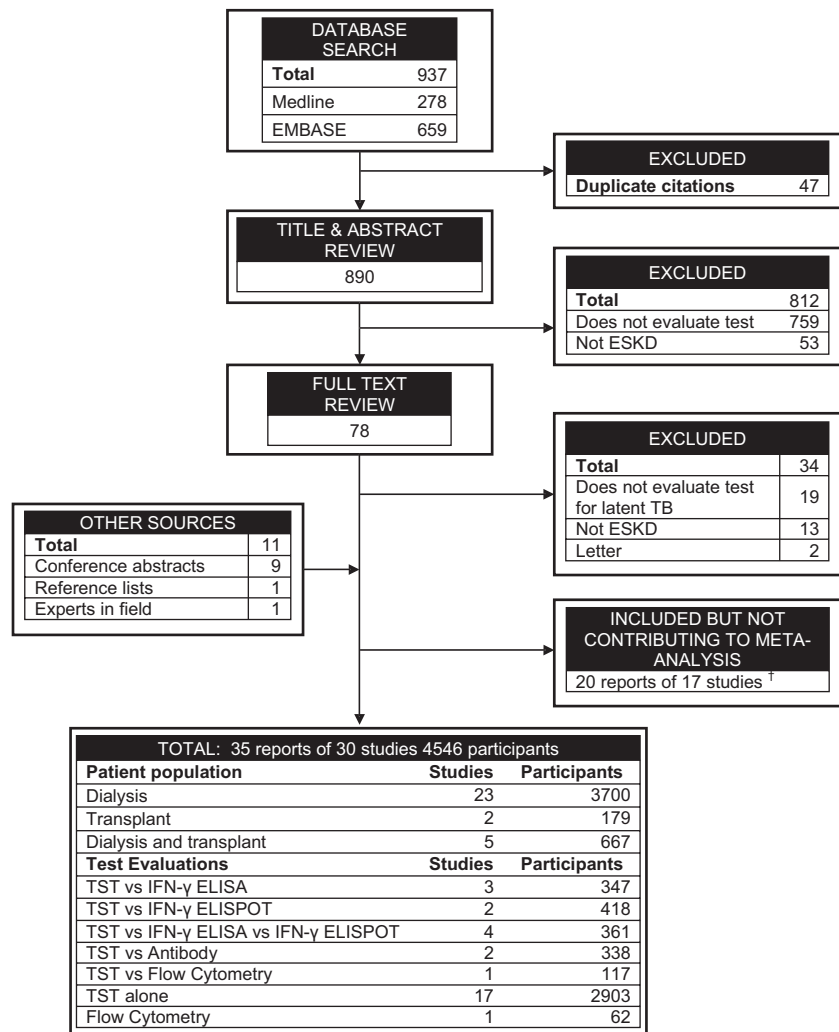 DATABASE
SEARCH
Total 937
Medline 278
EMBASE 659
EXCLUDED
Duplicate citations 47
TITLE & ABSTRACT
REVIEW
890
EXCLUDED
Total 812
Does not evaluate test 759
Not ESKD 53
FULL TEXT
REVIEW
78
EXCLUDED
Total 34
Does not evaluate test
for latent TB 19
Not ESKD 13
Letter 2
OTHER SOURCES
Total 11
Conference abstracts 9
Reference lists 1
Experts in field 1
INCLUDED BUT NOT
CONTRIBUTING TO META-
ANALYSIS
20 reports of 17 studies †
TOTAL: 35 reports of 30 studies 4546 participants
Patient population Studies Participants
Dialysis 23 3700
Transplant 2 179
Dialysis and transplant 5 667
Test Evaluations Studies Participants
TST vs IFN-γ ELISA 3 347
TST vs IFN-γ ELISPOT 2 418
TST vs IFN-γ ELISA vs IFN-γ ELISPOT 4 361
TST vs Antibody 2 338
TST vs Flow Cytometry 1 117
TST alone 17 2903
Flow Cytometry 1 62